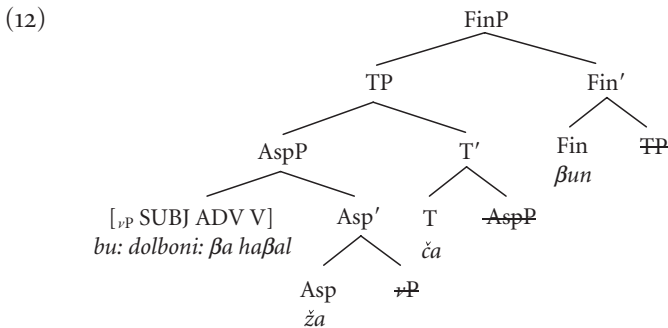 (12)
FinP
TP Fin′
AspP T′ Fin TP
βun
[νP SUBJ ADV V] Asp′ T AspP
bu: dolboni: βa haβal ča
Asp νP
ža